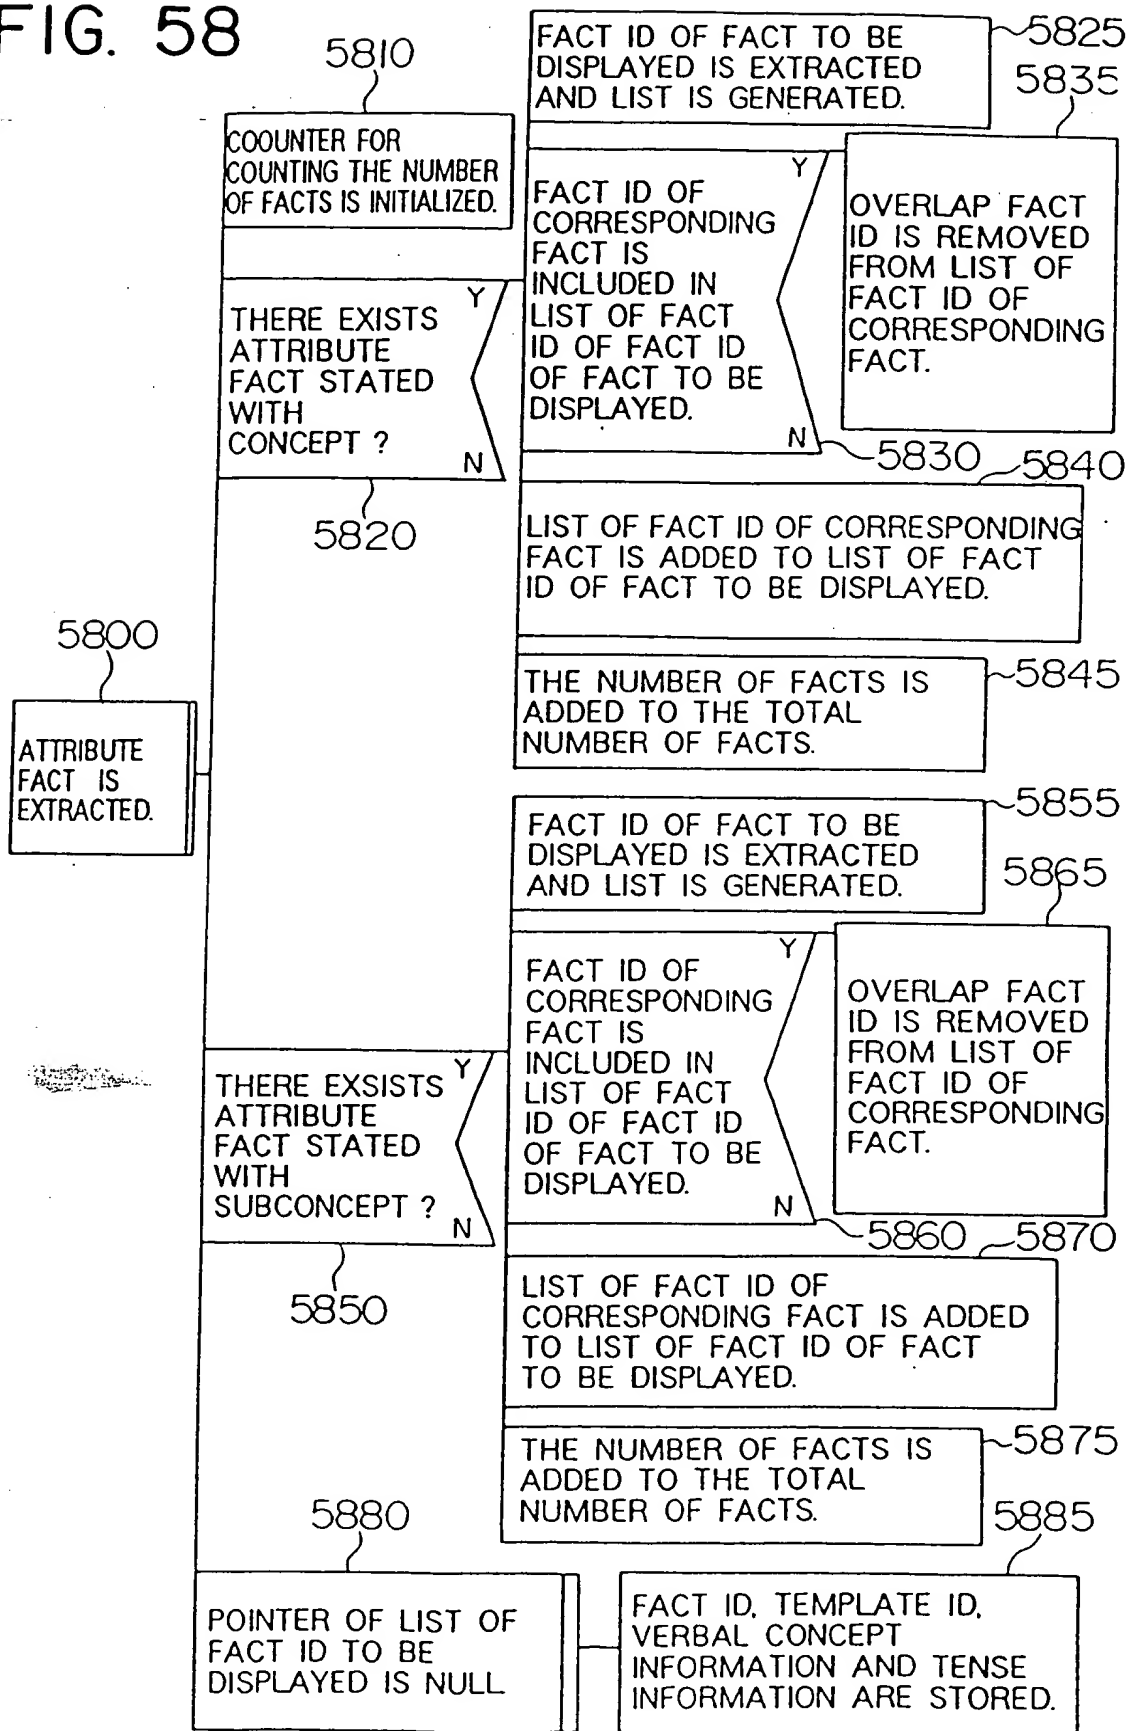 FIG. 58
5810
COOUNTER FOR
COUNTING THE NUMBER
OF FACTS IS INITIALIZED.
FACT ID OF FACT TO BE
DISPLAYED IS EXTRACTED
AND LIST IS GENERATED.
5825
5835
Y
THERE EXISTS
ATTRIBUTE
FACT STATED
WITH
CONCEPT ?
N
5820
Y
FACT ID OF
CORRESPONDING
FACT IS
INCLUDED IN
LIST OF FACT
ID OF FACT ID
OF FACT TO BE
DISPLAYED.
N
5830
OVERLAP FACT
ID IS REMOVED
FROM LIST OF
FACT ID OF
CORRESPONDING
FACT.
5840
LIST OF FACT ID OF CORRESPONDING
FACT IS ADDED TO LIST OF FACT
ID OF FACT TO BE DISPLAYED.
5800
ATTRIBUTE
FACT IS
EXTRACTED.
THE NUMBER OF FACTS IS
ADDED TO THE TOTAL
NUMBER OF FACTS.
5845
FACT ID OF FACT TO BE
DISPLAYED IS EXTRACTED
AND LIST IS GENERATED.
5855
5865
Y
THERE EXSISTS
ATTRIBUTE
FACT STATED
WITH
SUBCONCEPT ?
N
5850
Y
FACT ID OF
CORRESPONDING
FACT IS
INCLUDED IN
LIST OF FACT
ID OF FACT ID
OF FACT TO BE
DISPLAYED.
N
5860
OVERLAP FACT
ID IS REMOVED
FROM LIST OF
FACT ID OF
CORRESPONDING
FACT.
5870
LIST OF FACT ID OF
CORRESPONDING FACT IS ADDED
TO LIST OF FACT ID OF FACT
TO BE DISPLAYED.
THE NUMBER OF FACTS IS
ADDED TO THE TOTAL
NUMBER OF FACTS.
5875
5880
POINTER OF LIST OF
FACT ID TO BE
DISPLAYED IS NULL
5885
FACT ID, TEMPLATE ID,
VERBAL CONCEPT
INFORMATION AND TENSE
INFORMATION ARE STORED.